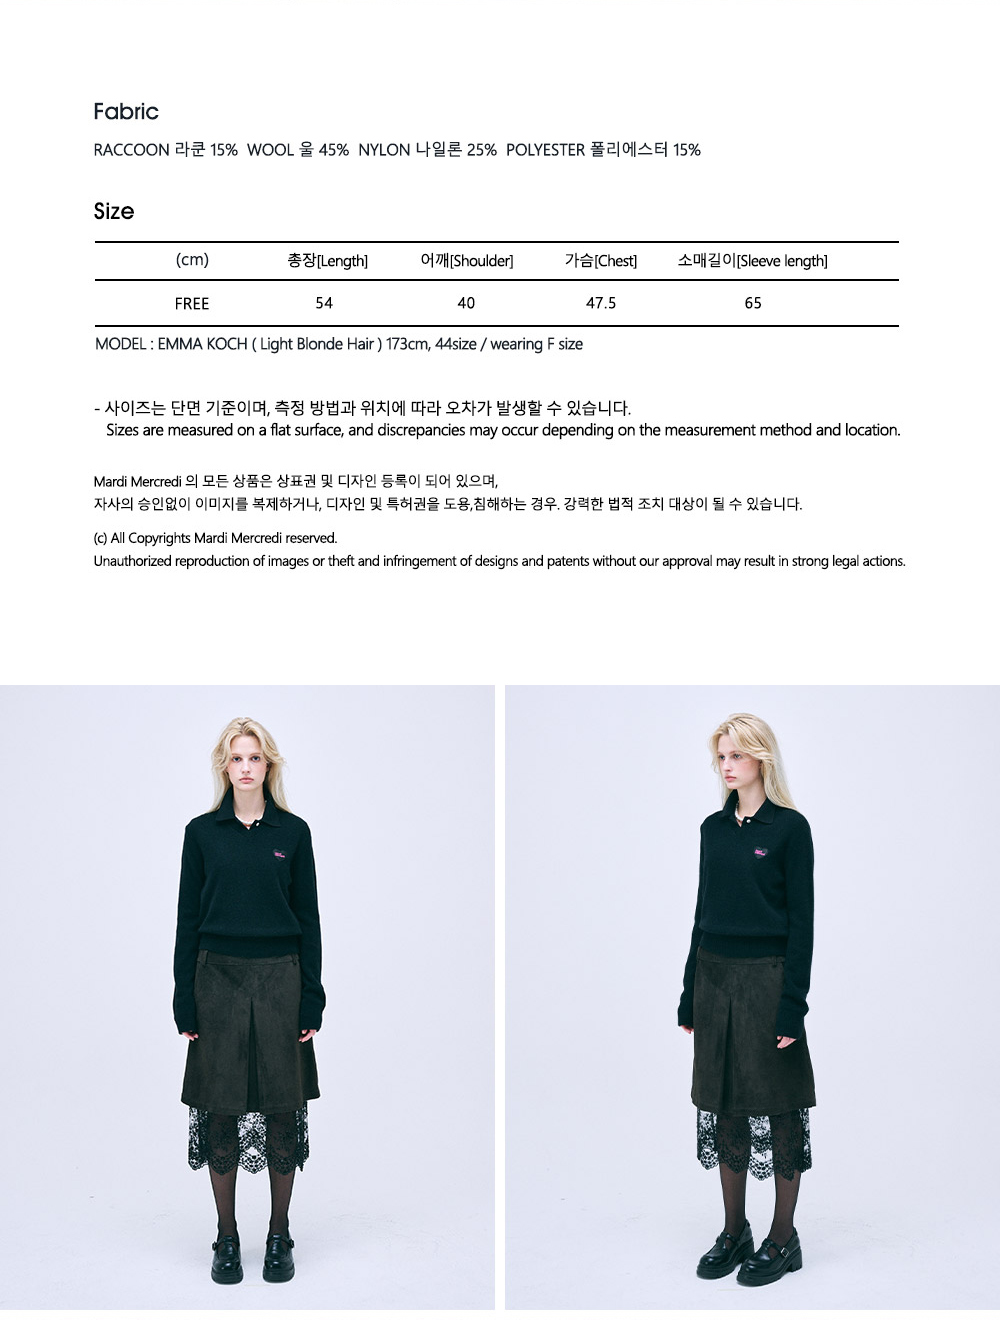 Fabric
RACCOON 라쿤 15%  WOOL 울 45%  NYLON 나일론 25%  POLYESTER 폴리에스터 15%
Size
(cm) 총장[Length] 어깨[Shoulder] 가슴[Chest] 소매길이[Sleeve length]
FREE 54 40 47.5 65
MODEL : EMMA KOCH ( Light Blonde Hair ) 173cm, 44size / wearing F size
- 사이즈는 단면 기준이며, 측정 방법과 위치에 따라 오차가 발생할 수 있습니다.
Sizes are measured on a flat surface, and discrepancies may occur depending on the measurement method and location.
Mardi Mercredi 의 모든 상품은 상표권 및 디자인 등록이 되어 있으며,
자사의 승인없이 이미지를 복제하거나, 디자인 및 특허권을 도용,침해하는 경우. 강력한 법적 조치 대상이 될 수 있습니다.
(c) All Copyrights Mardi Mercredi reserved.
Unauthorized reproduction of images or theft and infringement of designs and patents without our approval may result in strong legal actions.